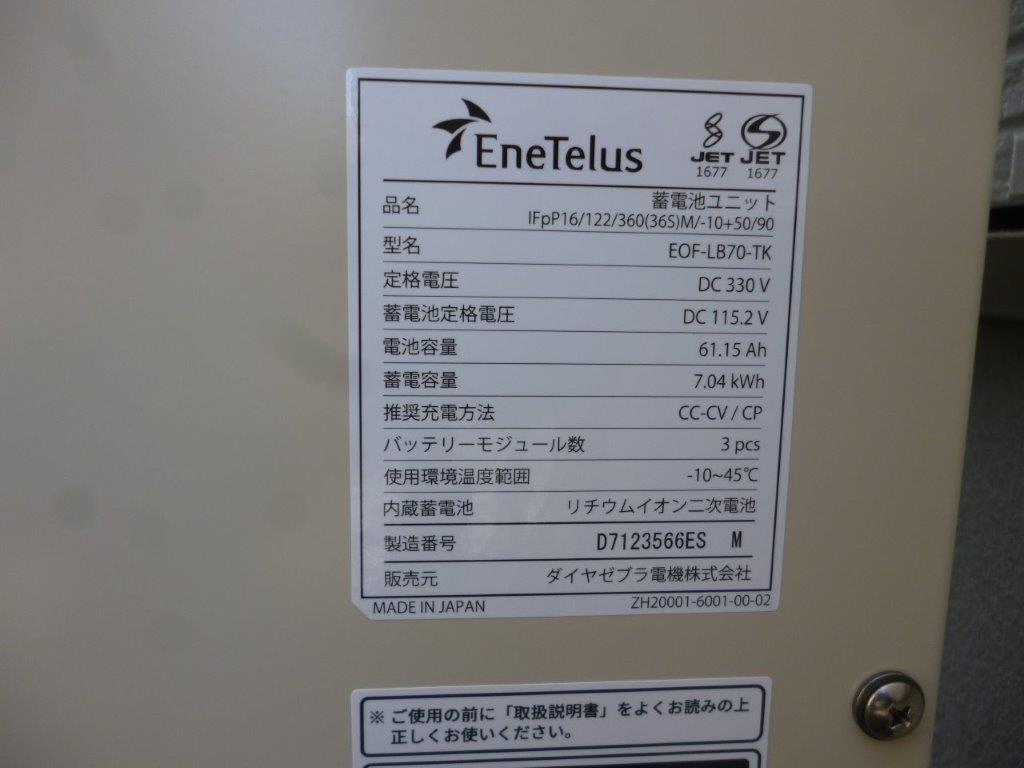 EneTelus
JET JET
1677 1677
品名 蓄電池ユニット
IFpP16/122/360(36S)M/-10+50/90
型名 EOF-LB70-TK
定格電圧 DC 330 V
蓄電池定格電圧 DC 115.2 V
電池容量 61.15 Ah
蓄電容量 7.04 kWh
推奨充電方法 CC-CV / CP
バッテリーモジュール数 3 pcs
使用環境温度範囲 -10~45℃
内蔵蓄電池 リチウムイオン二次電池
製造番号 D7123566ES M
販売元 ダイヤゼブラ電機株式会社
MADE IN JAPAN ZH20001-6001-00-02
※ ご使用の前に「取扱説明書」をよくお読みの上
正しくお使いください。